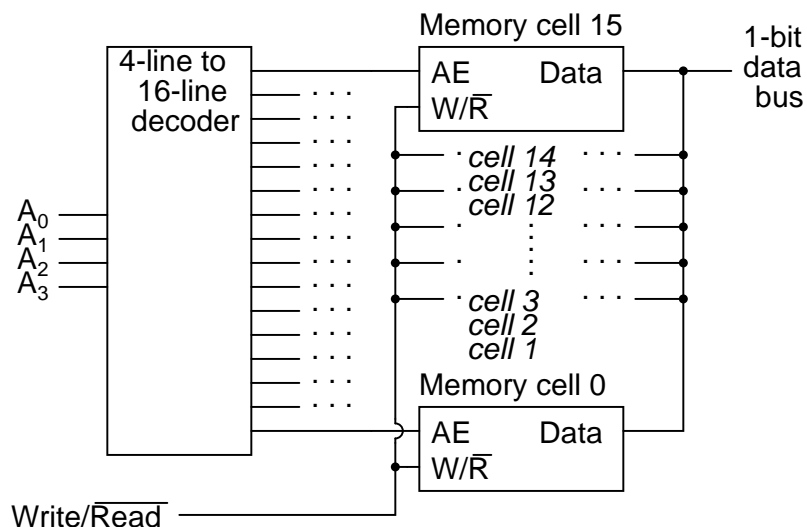 Memory cell 15
4-line to
16-line
decoder
AE Data
W/R̅
1-bit
data
bus
. . .
. . .
. . .
. . .
. . .
. . .
. . .
. . .
. . .
. . .
. . .
. . .
. . .
. . .
A₀
A₁
A₂
A₃
. cell 14 . . .
cell 13 . . .
cell 12
. . . . .
. . . . .
. cell 3 . . .
cell 2
cell 1
Memory cell 0
AE Data
W/R̅
Write/R̅e̅a̅d̅